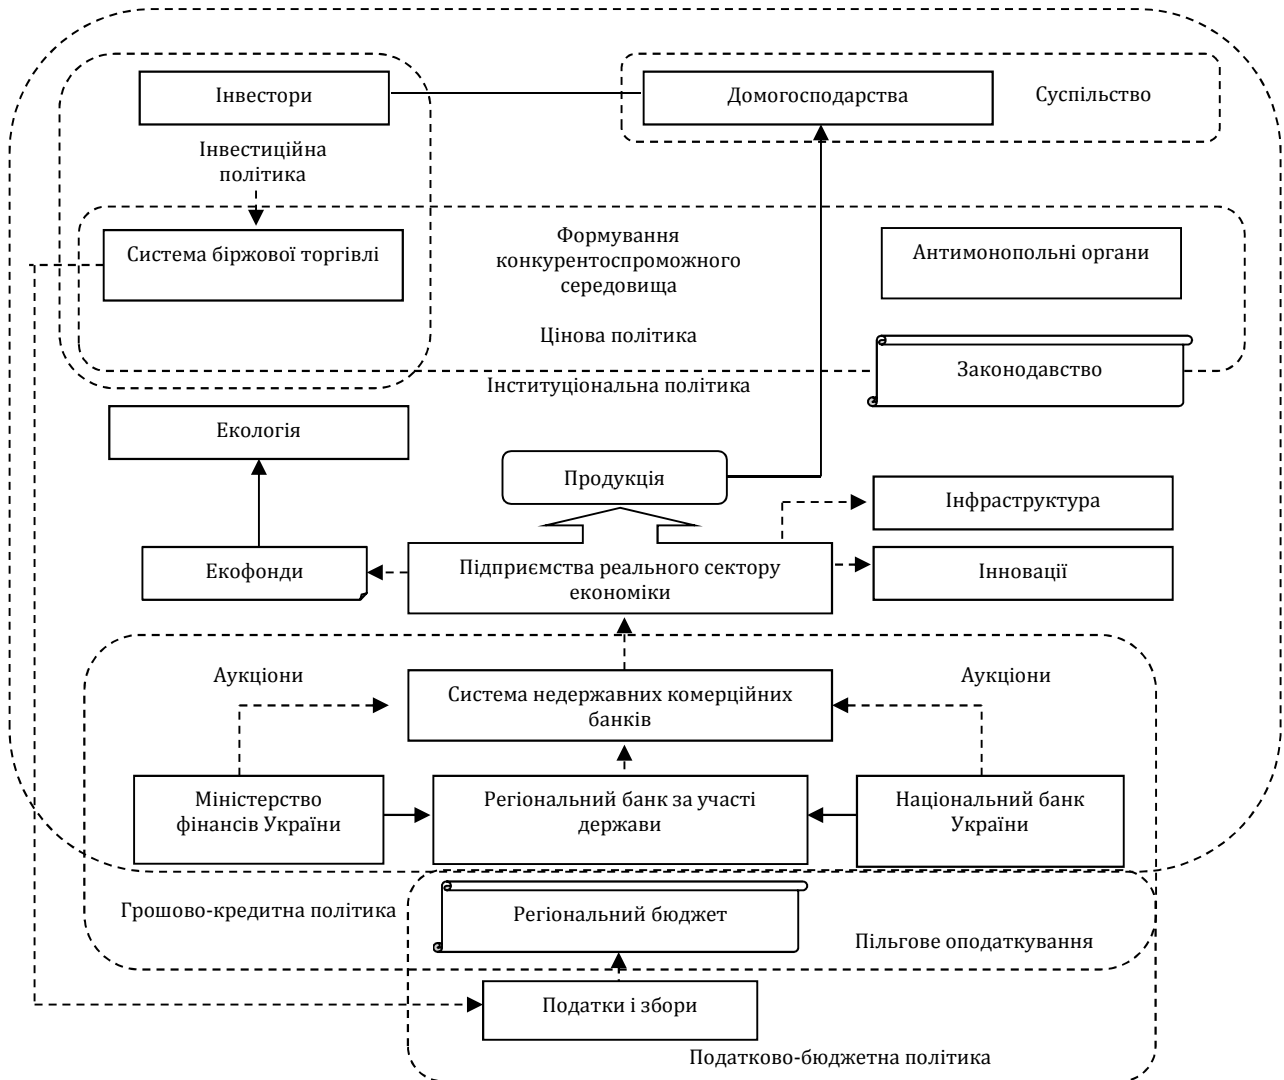 Інвестори
Домогосподарства
Суспільство
Інвестиційна
політика
Система біржової торгівлі
Формування
конкурентоспроможного
середовища
Антимонопольні органи
Цінова політика
Законодавство
Інституціональна політика
Екологія
Продукція
Інфраструктура
Екофонди
Підприємства реального сектору
економіки
Інновації
Аукціони
Система недержавних комерційних
банків
Аукціони
Міністерство
фінансів України
Регіональний банк за участі
держави
Національний банк
України
Грошово-кредитна політика
Регіональний бюджет
Пільгове оподаткування
Податки і збори
Податково-бюджетна політика